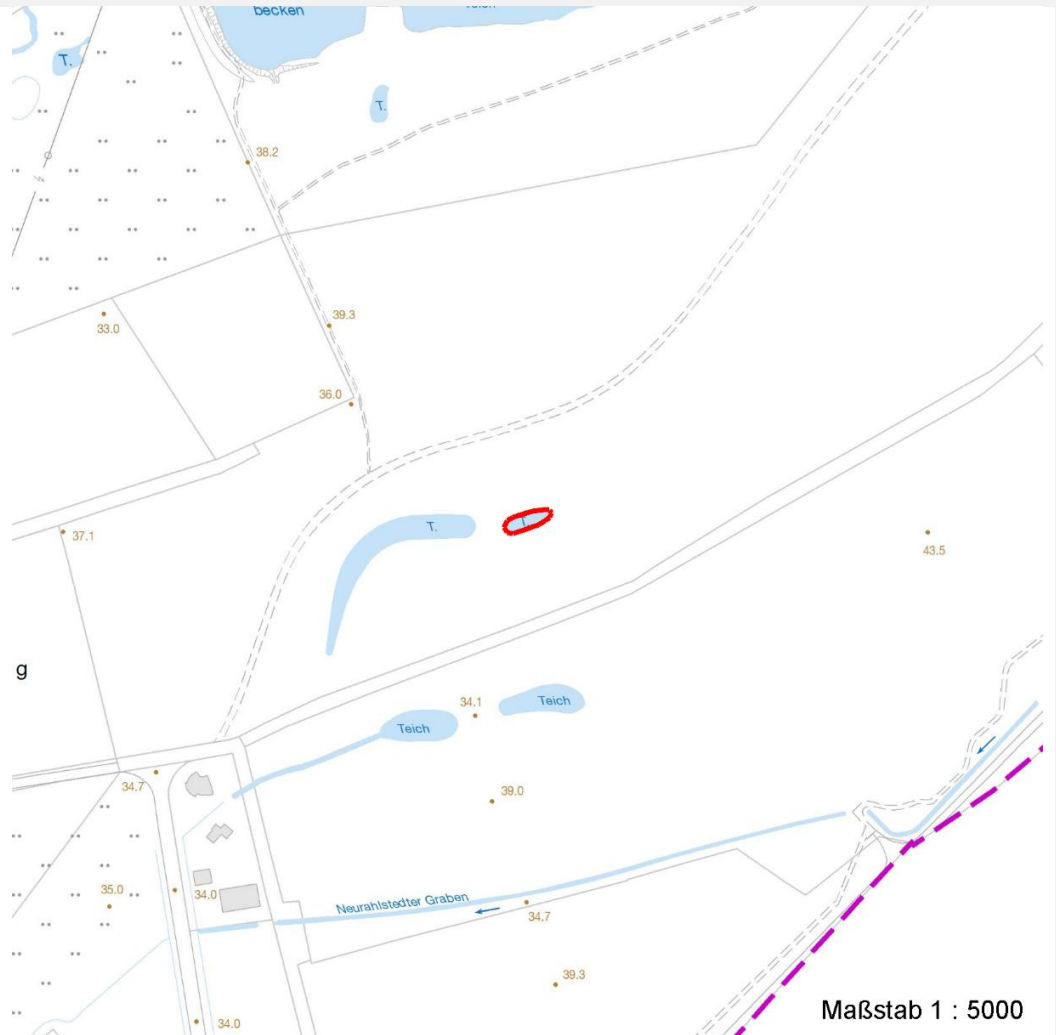 becken
T.
T.
38.2
39.3
33.0
36.0
T.
T.
37.1
43.5
g
34.1
Teich
Teich
34.7
39.0
35.0
34.0
Neurahlstedter Graben
34.7
39.3
34.0
Maßstab 1 : 5000